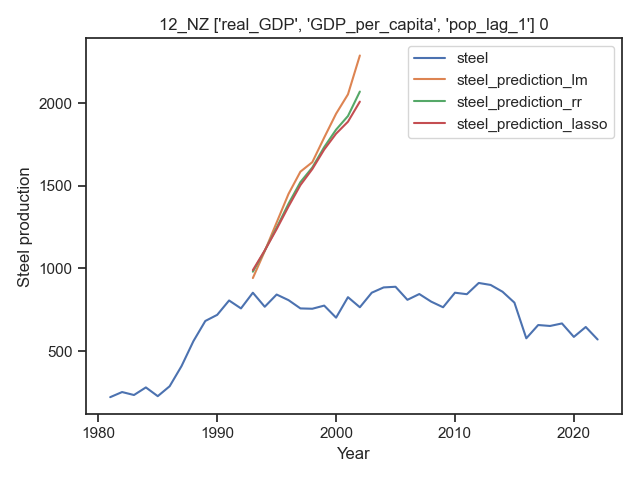 12_NZ ['real_GDP', 'GDP_per_capita', 'pop_lag_1'] 0
steel
steel_prediction_lm
steel_prediction_rr
steel_prediction_lasso
Steel production
2000
1500
1000
500
1980
1990
2000
2010
2020
Year